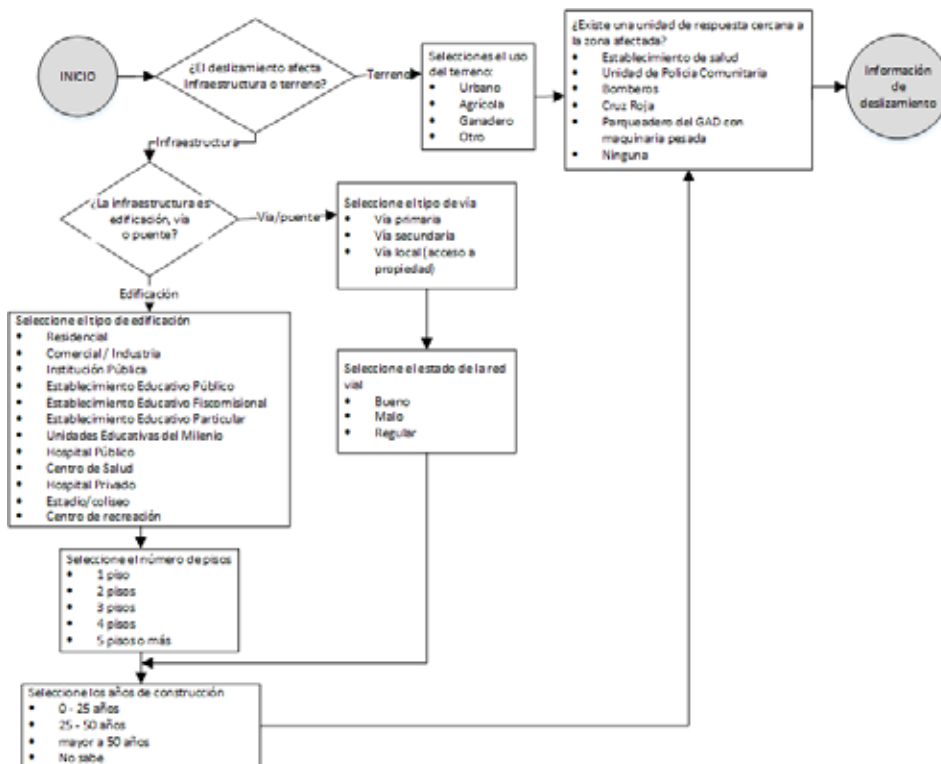 INICIO
¿El deslizamiento afecta
infraestructura o terreno?
Terreno
Selecciones el uso
del terreno:
• Urbano
• Agrícola
• Ganadero
• Otro
¿Existe una unidad de respuesta cercana a
la zona afectada?
• Establecimiento de salud
• Unidad de Policia Comunitaria
• Bomberos
• Cruz Roja
• Parqueadero del GAD con
maquinaria pesada
• Ninguna
Información
de
deslizamiento
Infraestructura
¿La infraestructura es
edificación, vía
o puente?
Vía/puente
Seleccione el tipo de vía
• Vía primaria
• Vía secundaria
• Vía local (acceso a
propiedad)
Edificación
Seleccione el tipo de edificación
• Residencial
• Comercial / Industria
• Institución Pública
• Establecimiento Educativo Público
• Establecimiento Educativo Fiscomisional
• Establecimiento Educativo Particular
• Unidades Educativas del Milenio
• Hospital Público
• Centro de Salud
• Hospital Privado
• Estadio/coliseo
• Centro de recreación
Seleccione el estado de la red
vial
• Bueno
• Malo
• Regular
Seleccione el número de pisos
• 1 piso
• 2 pisos
• 3 pisos
• 4 pisos
• 5 pisos o más
Seleccione los años de construcción
• 0 - 25 años
• 25 - 50 años
• mayor a 50 años
• No sabe